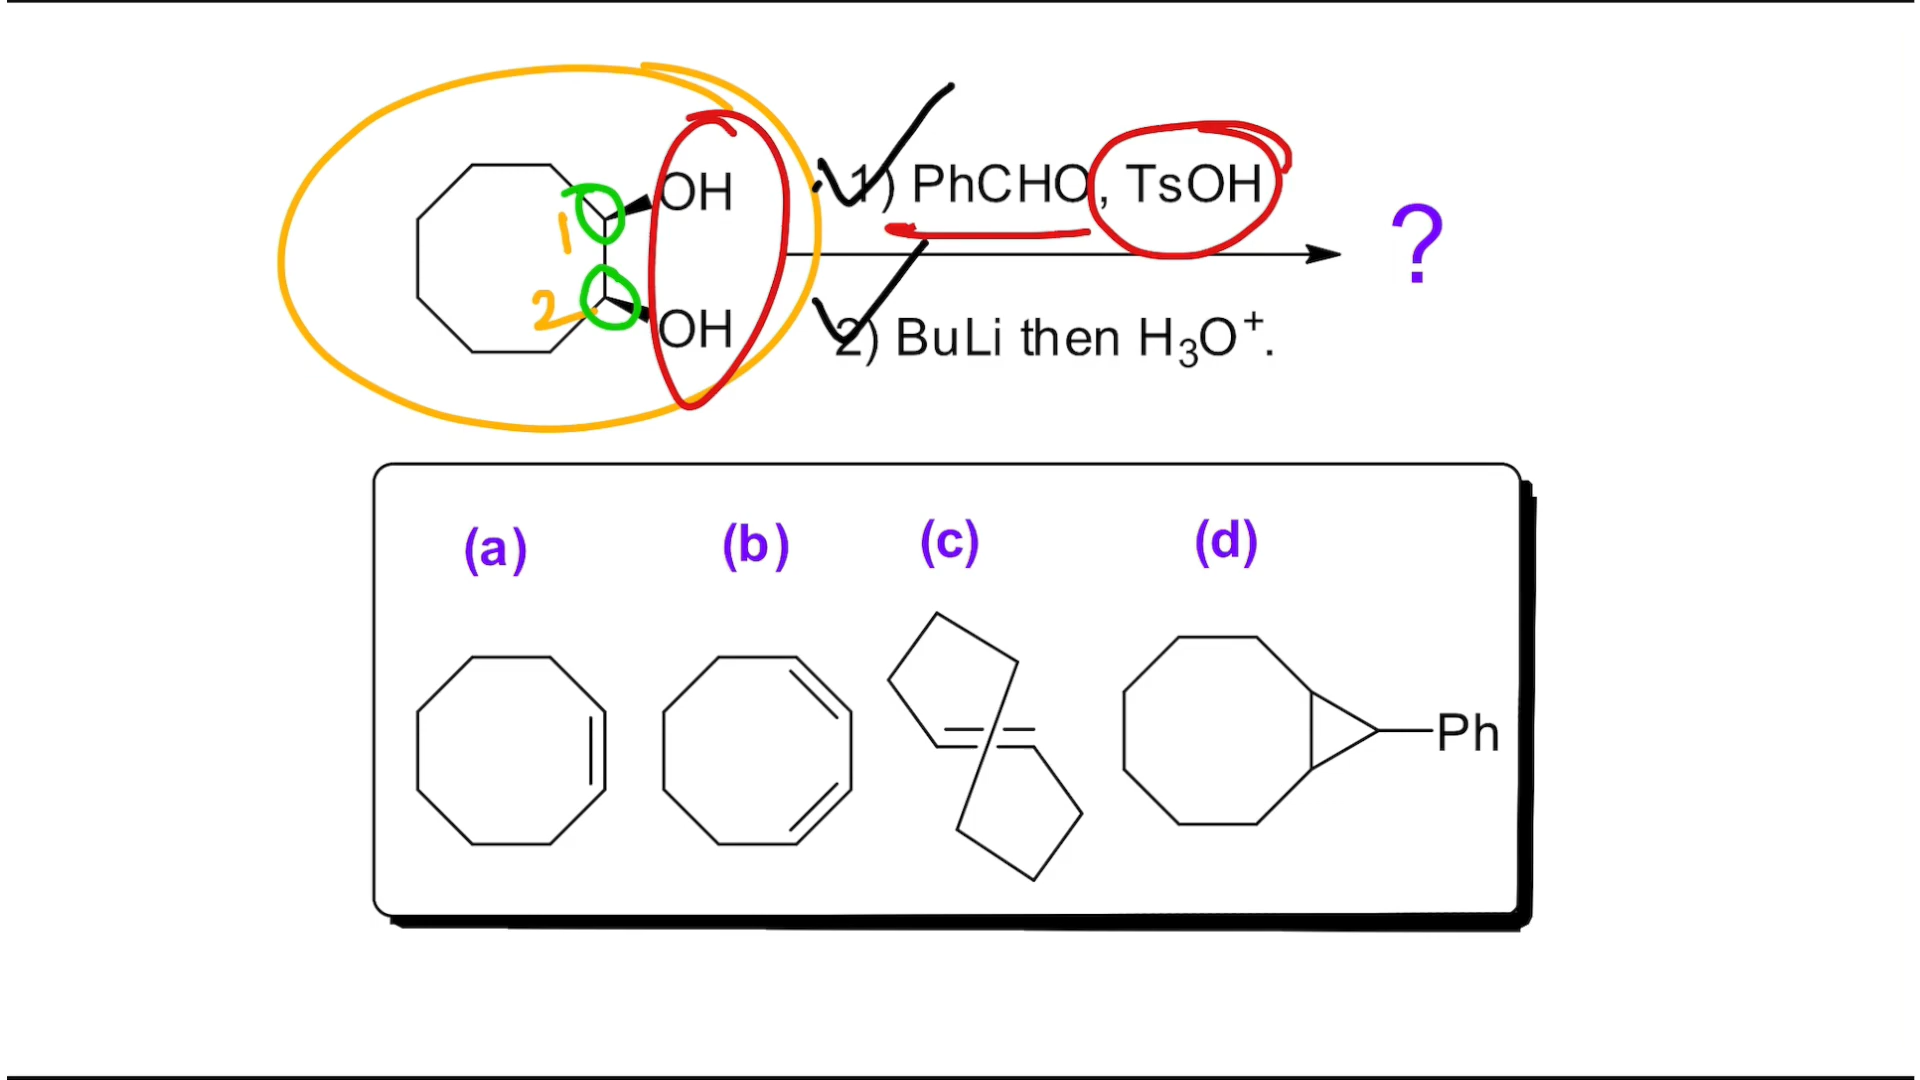 OH
1
2
OH
1) PhCHO, TsOH
2) BuLi then H₃O⁺.
?
(a) (b) (c) (d)
Ph